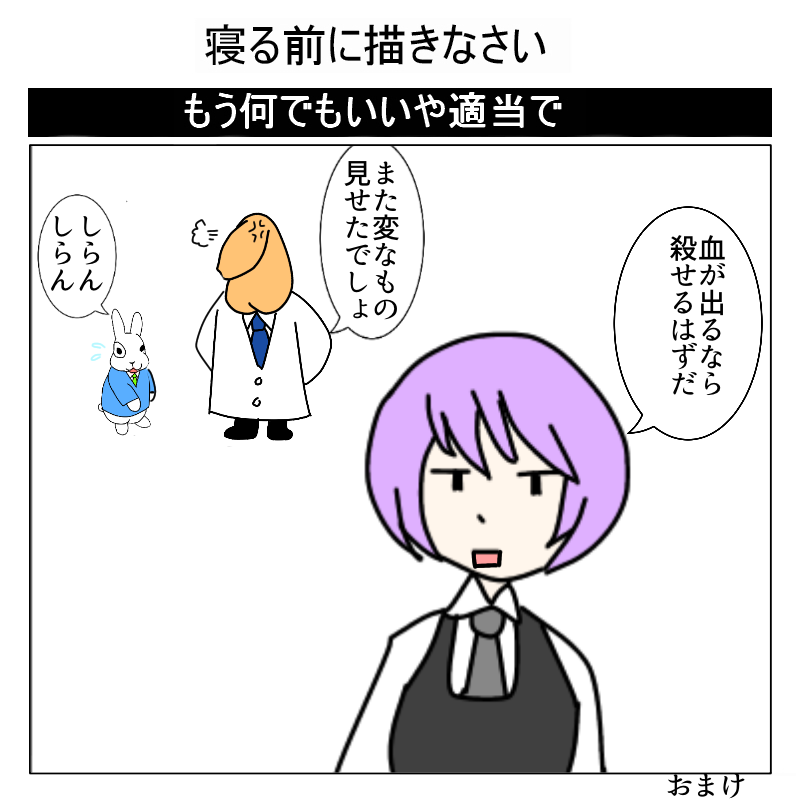 寝る前に描きなさい
もう何でもいいや適当で
血が出るなら
殺せるはずだ
また変なもの
見せたでしょ
しらん
しらん
おまけ